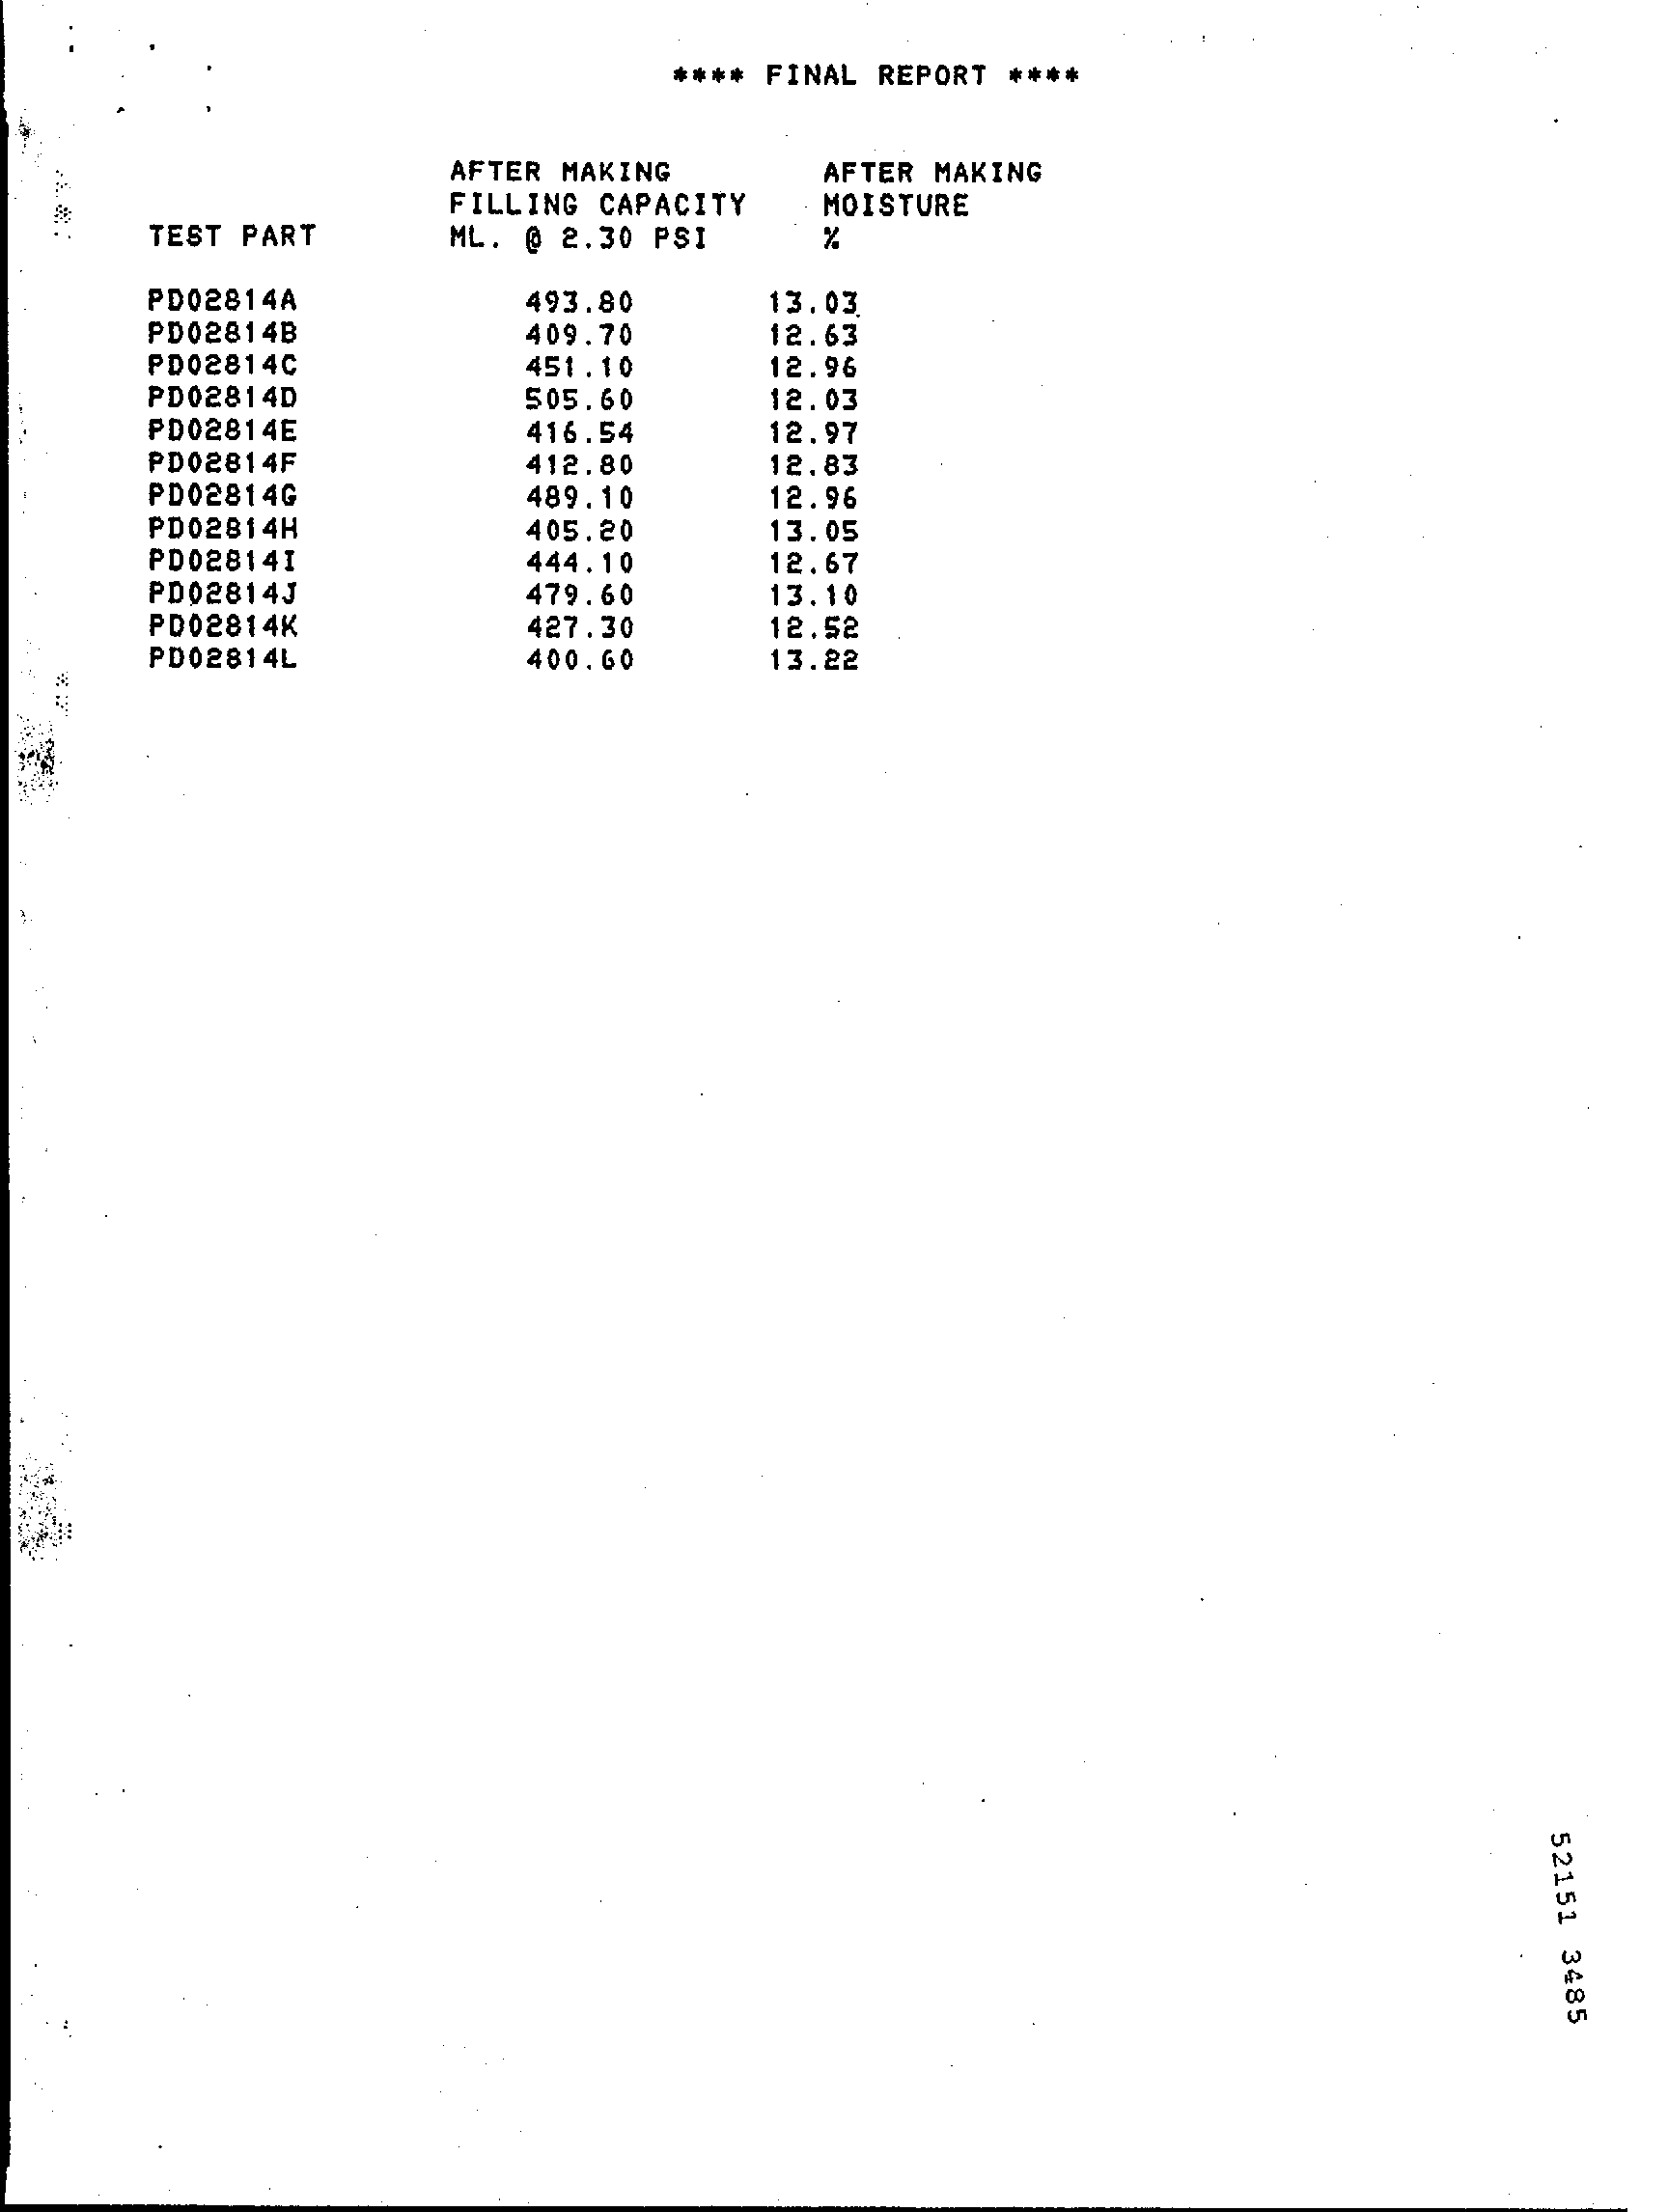 **** FINAL REPORT ****
AFTER MAKING AFTER MAKING
FILLING CAPACITY MOISTURE
TEST PART ML. @ 2.30 PSI %
PD02814A 493.80 13.03
PD02814B 409.70 12.63
PD02814C 451.10 12.96
PD02814D 505.60 12.03
PD02814E 416.54 12.97
PD02814F 412.80 12.83
PD02814G 489.10 12.96
PD02814H 405.20 13.05
PD02814I 444.10 12.67
PD02814J 479.60 13.10
PD02814K 427.30 12.52
PD02814L 400.60 13.22
52151 3485